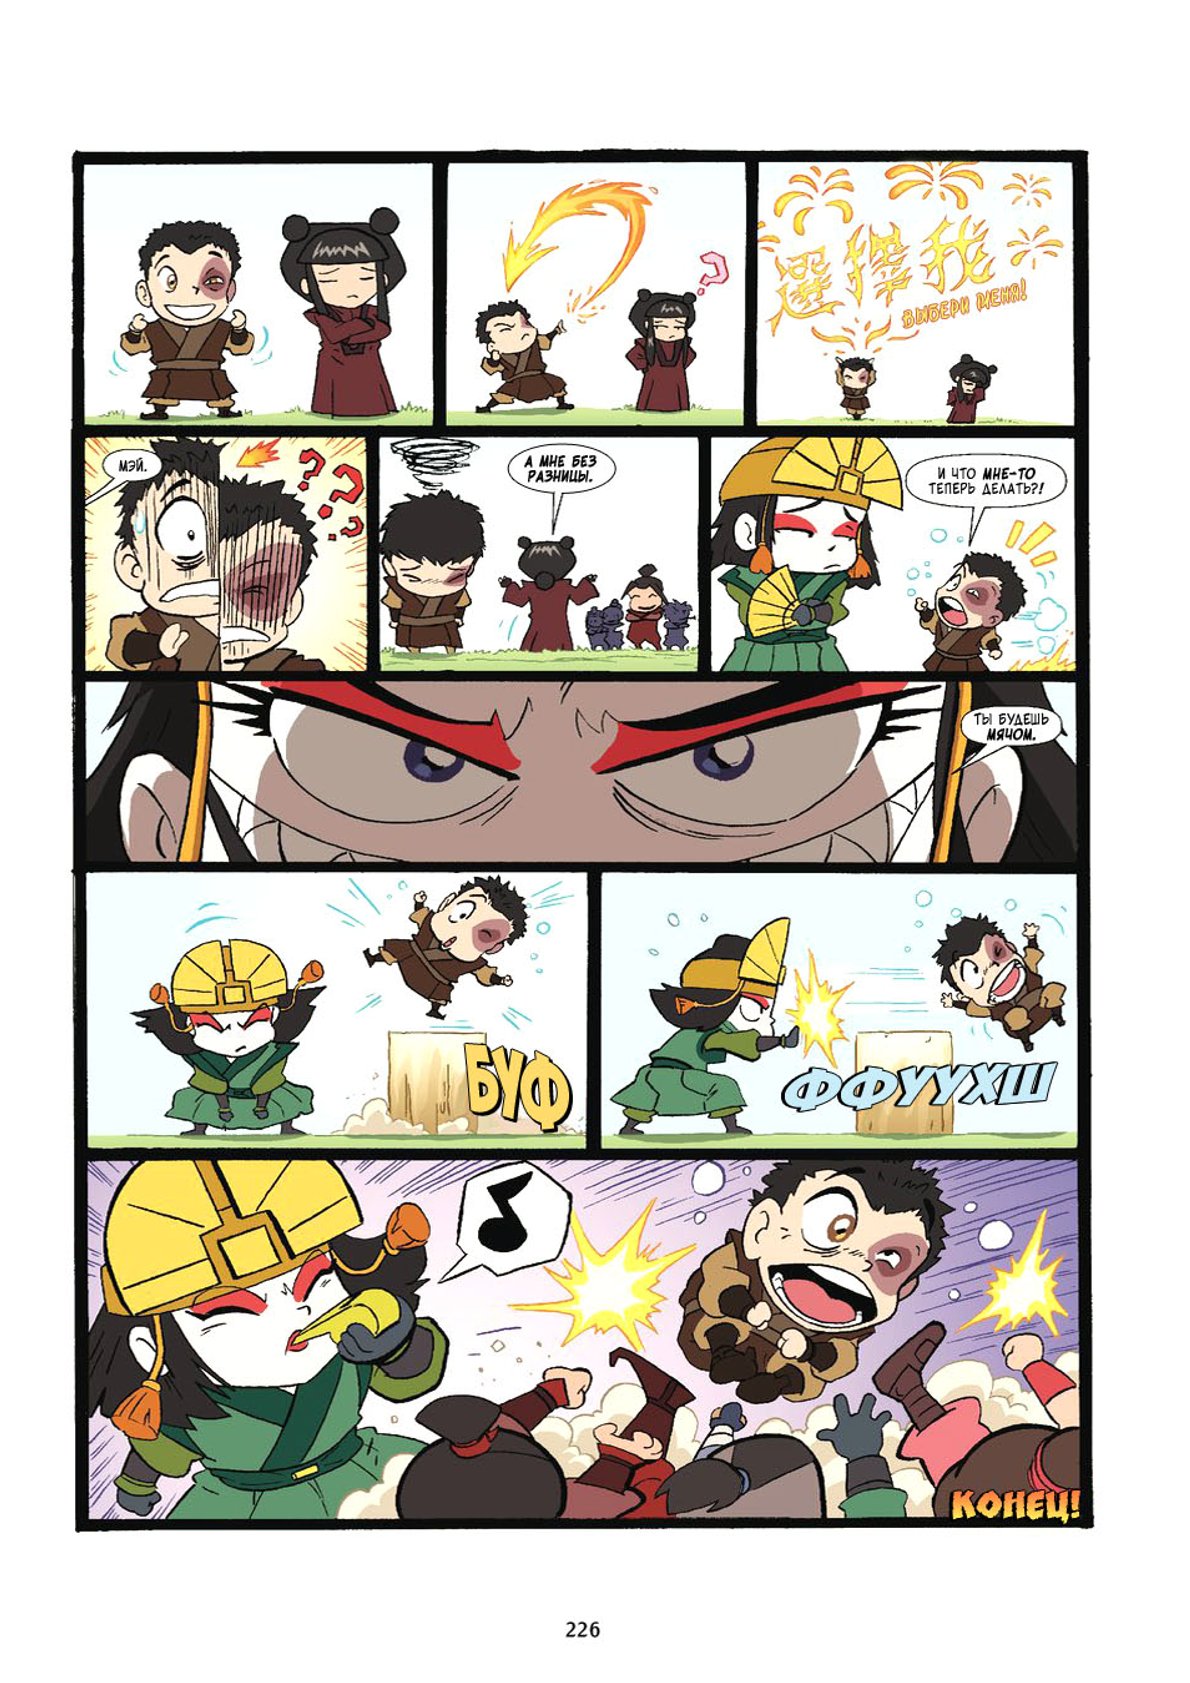 選擇我
ВЫБЕРИ МЕНЯ!
МЭЙ.
А МНЕ БЕЗ
РАЗНИЦЫ.
И ЧТО МНЕ-ТО
ТЕПЕРЬ ДЕЛАТЬ?!
ТЫ БУДЕШЬ
МЯЧОМ.
БУФ
ФФУУХШ
КОНЕЦ!
226